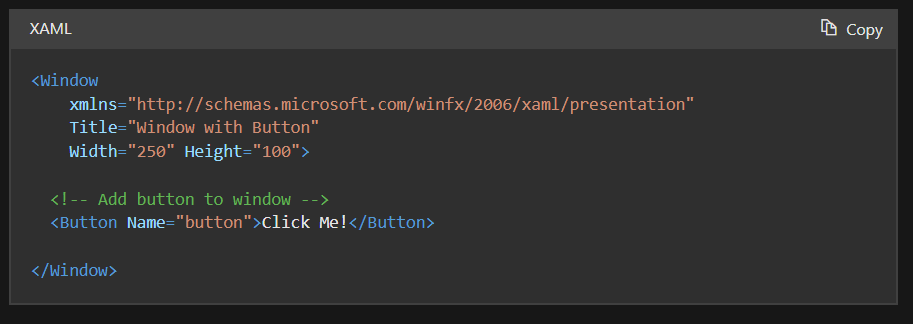 XAML
Copy
<Window
xmlns="http://schemas.microsoft.com/winfx/2006/xaml/presentation"
Title="Window with Button"
Width="250" Height="100">
<!-- Add button to window -->
<Button Name="button">Click Me!</Button>
</Window>